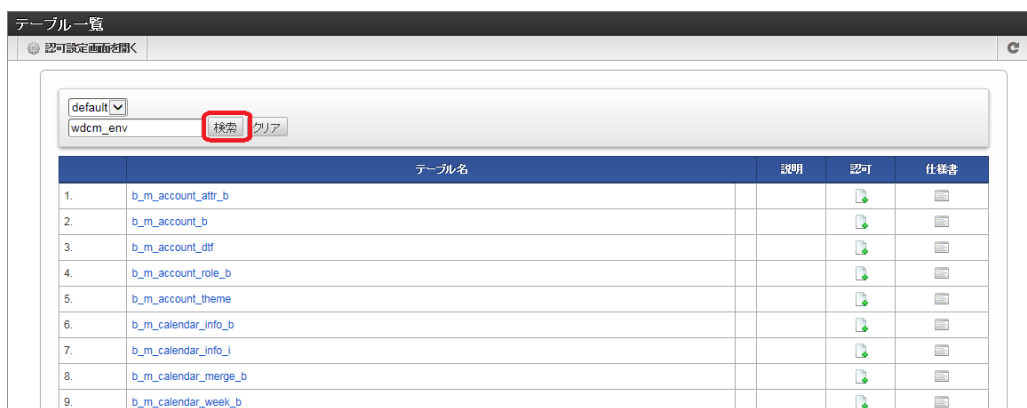 テーブル一覧
認可設定画面を開く
default
wdcm_env 検索 クリア
テーブル名 説明 認可 仕様書
1. b_m_account_attr_b
2. b_m_account_b
3. b_m_account_dtf
4. b_m_account_role_b
5. b_m_account_theme
6. b_m_calendar_info_b
7. b_m_calendar_info_i
8. b_m_calendar_merge_b
9. b_m_calendar_week_b